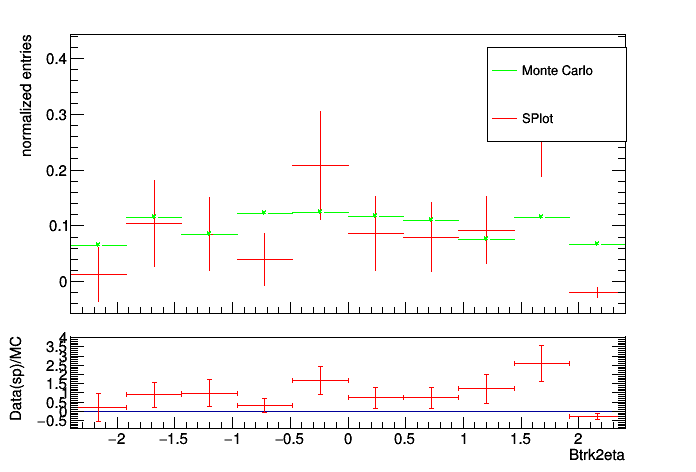 normalized entries
0.4
0.3
0.2
0.1
0
Monte Carlo
SPlot
Data(sp)/MC
4
3.5
3
2.5
2
1.5
1
0.5
0
−0.5
−2 −1.5 −1 −0.5 0 0.5 1 1.5 2
Btrk2eta